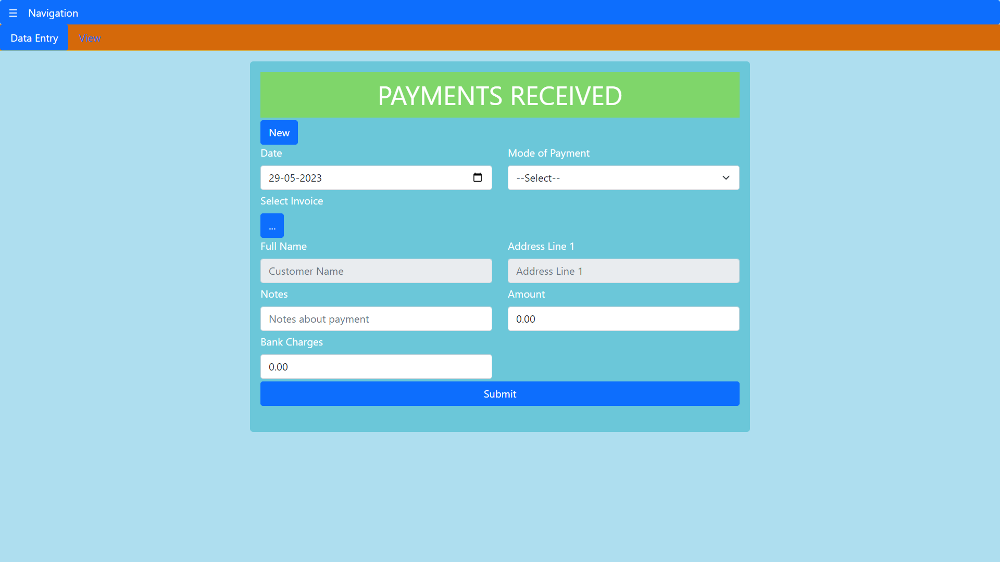 ☰ Navigation
Data Entry View
PAYMENTS RECEIVED
New
Date Mode of Payment
29-05-2023 --Select--
Select Invoice
...
Full Name Address Line 1
Customer Name Address Line 1
Notes Amount
Notes about payment 0.00
Bank Charges
0.00
Submit